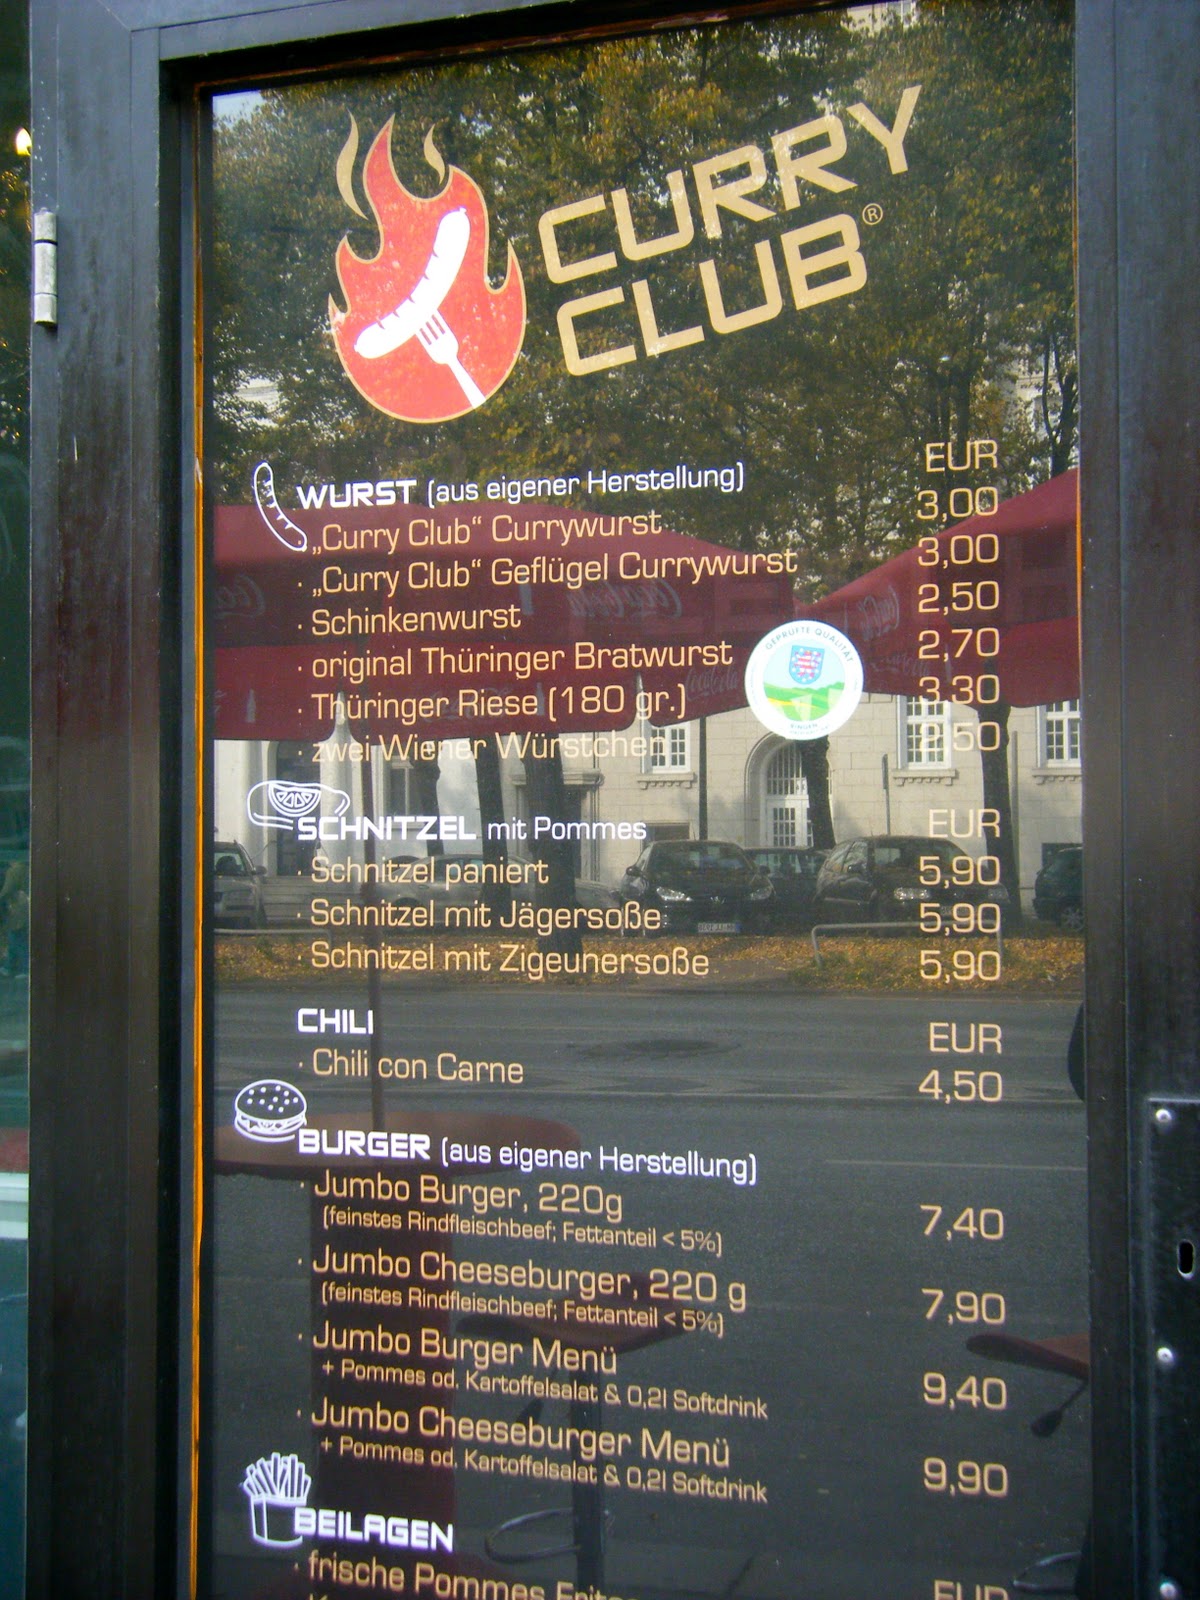 CURRY
CLUB®
WURST (aus eigener Herstellung) EUR
· „Curry Club“ Currywurst 3,00
· „Curry Club“ Geflügel Currywurst 3,00
· Schinkenwurst 2,50
· original Thüringer Bratwurst 2,70
· Thüringer Riese (180 gr.) 3,30
· zwei Wiener Würstchen 2,50
GEPRÜFTE QUALITÄT
SCHNITZEL mit Pommes EUR
· Schnitzel paniert 5,90
· Schnitzel mit Jägersoße 5,90
· Schnitzel mit Zigeunersoße 5,90
CHILI EUR
· Chili con Carne 4,50
BURGER (aus eigener Herstellung)
· Jumbo Burger, 220g 7,40
(feinstes Rindfleischbeef; Fettanteil < 5%)
· Jumbo Cheeseburger, 220 g 7,90
(feinstes Rindfleischbeef; Fettanteil < 5%)
· Jumbo Burger Menü 9,40
+ Pommes od. Kartoffelsalat & 0,2l Softdrink
· Jumbo Cheeseburger Menü 9,90
+ Pommes od. Kartoffelsalat & 0,2l Softdrink
BEILAGEN EUR
· frische Pommes